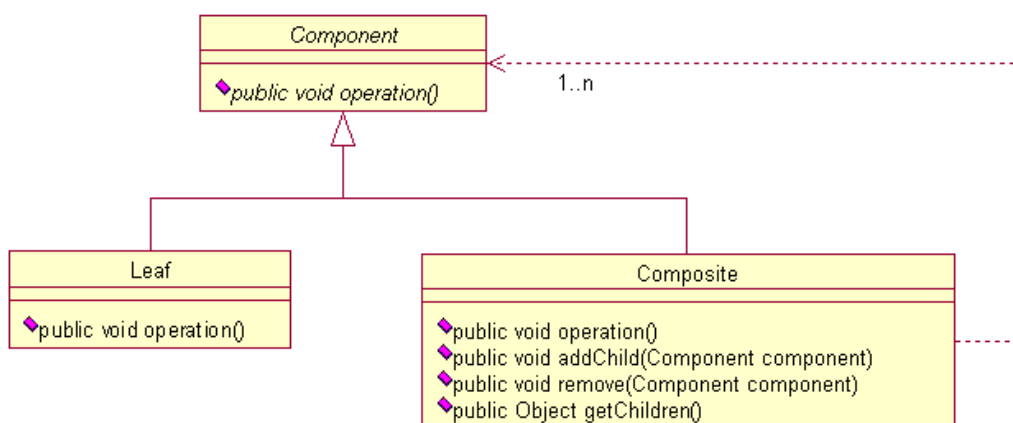 Component
public void operation()
1..n
Leaf
public void operation()
Composite
public void operation()
public void addChild(Component component)
public void remove(Component component)
public Object getChildren()